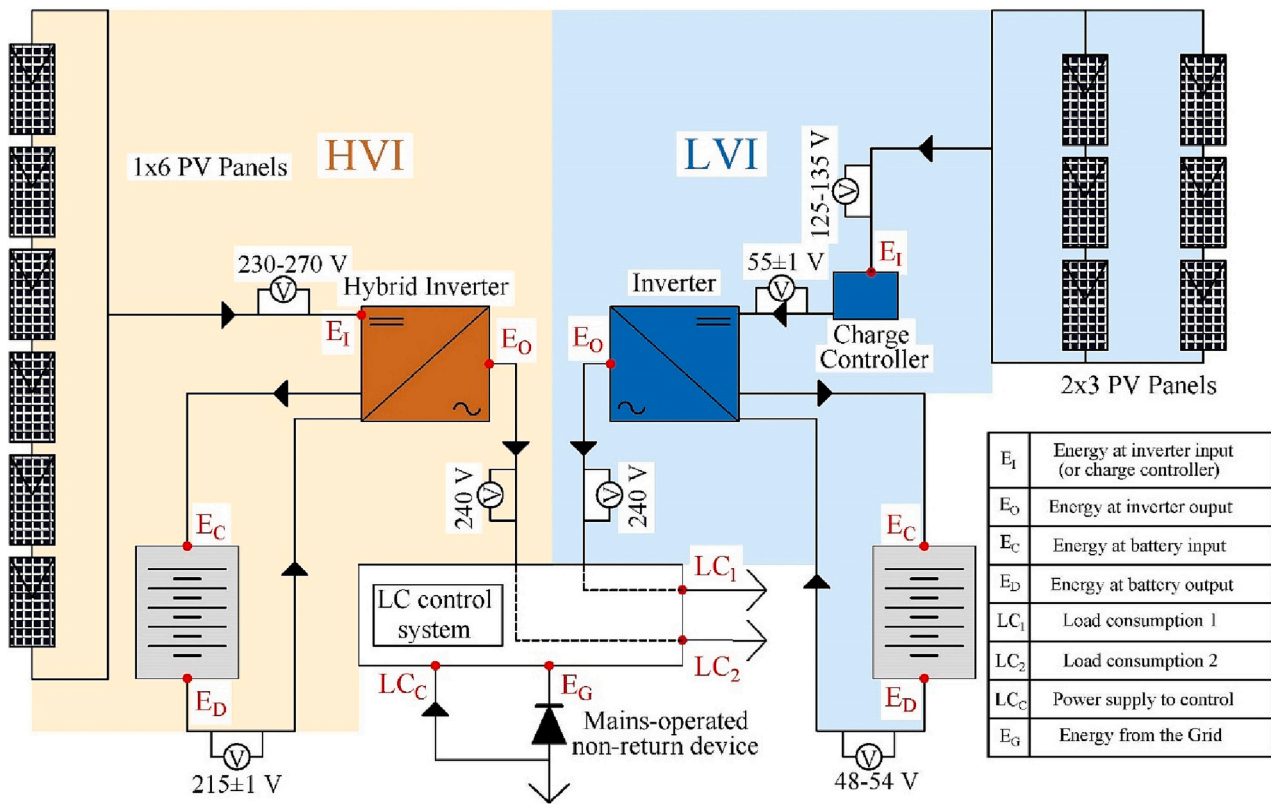 HVI
LVI
1x6 PV Panels
125-135 V
V
E_I
230-270 V
V
Hybrid Inverter
E_I
E_O
55±1 V
V
Inverter
E_O
Charge
Controller
2x3 PV Panels
240 V
V
V
240 V
E_C
E_D
V
215±1 V
LC control
system
LC_1
LC_2
LC_C
E_G
Mains-operated
non-return device
E_C
E_D
V
48-54 V
E_I Energy at inverter input
(or charge controller)
E_O Energy at inverter ouput
E_C Energy at battery input
E_D Energy at battery output
LC_1 Load consumption 1
LC_2 Load consumption 2
LC_C Power supply to control
E_G Energy from the Grid